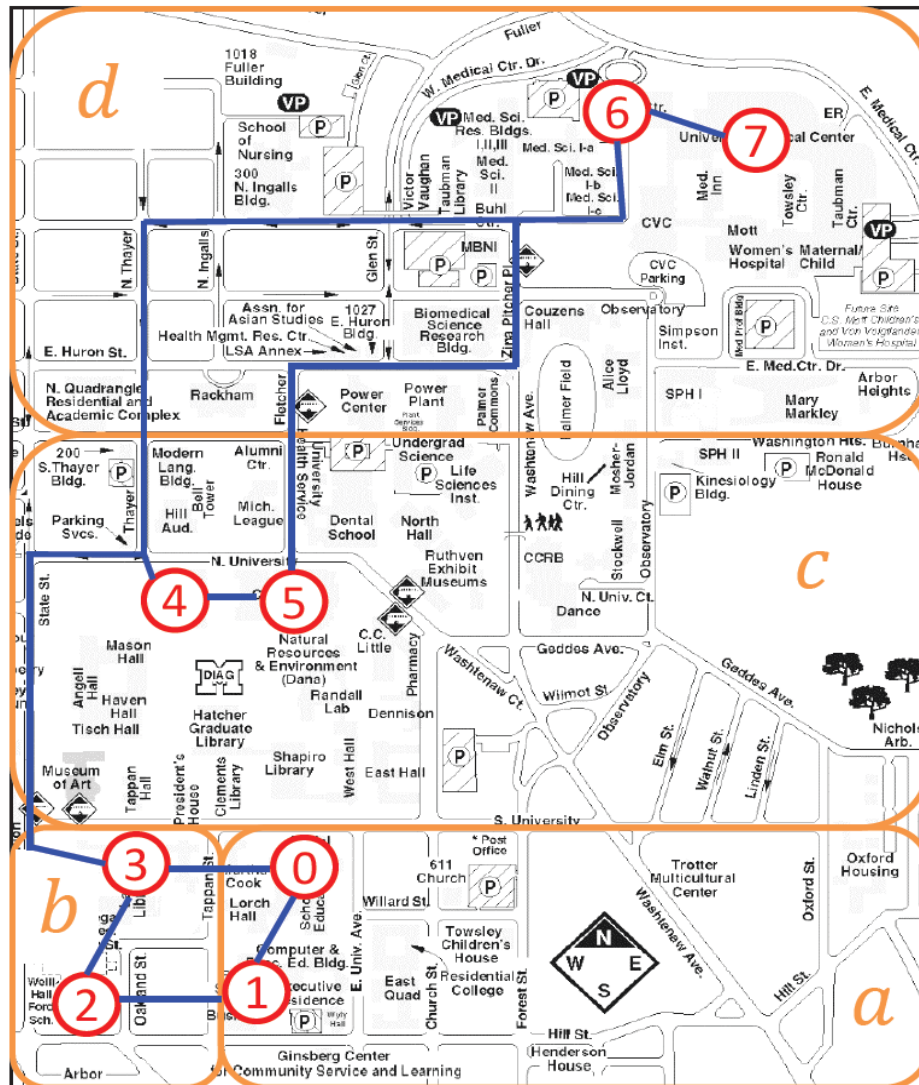 Fuller
1018
Fuller
Building
Glen Ct.
W. Medical Ctr. Dr.
E. Medical Ctr.
d
VP
VP
VP
P
P
School
of
Nursing
Med. Sci.
Res. Bldgs.
I,II,III
6
7
ER
Med. Sci. I-a
300
N. Ingalls
Bldg.
P
Victor
Vaughan
Taubman
Library
Med.
Sci.
II
Med. Sci.
I-b
Med. Sci.
I-c
Med.
Inn
Towsley
Ctr.
Taubman
Ctr.
Buhl
CVC
Mott
VP
N. Thayer
N. Ingalls
Glen St.
MBNI
P
P
Women's
Hospital
Maternal/
Child
P
CVC
Parking
Zina Pitcher Pl.
Assn. for
Asian Studies
1027
E. Huron
Bldg.
Health Mgmt. Res. Ctr.
LSA Annex
Biomedical
Science
Research
Bldg.
Couzens
Hall
Observatory
Simpson
Inst.
Med Prof Bldg
P
Future Site
C.S. Mott Children's
and Von Voigtlander
Women's Hospital
E. Huron St.
E. Med.Ctr. Dr.
N. Quadrangle
Residential and
Academic Complex
Rackham
Fletcher
Power
Center
Power
Plant
Plant
Services
Bldg.
Palmer
Commons
Washtenaw Ave.
Palmer Field
Alice
Lloyd
SPH I
Mary
Markley
Arbor
Heights
200
S.Thayer
Bldg.
P
Modern
Lang.
Bldg.
Alumni
Ctr.
University
Health Service
P
Undergrad
Science
P
Life
Sciences
Inst.
Hill
Dining
Ctr.
Mosher-
Jordan
Washington Hts.
SPH II
P
Ronald
McDonald
House
P
Kinesiology
Bldg.
Parking
Svcs.
Thayer
Hill
Aud.
Bell
Tower
Mich.
League
Dental
School
North
Hall
CCRB
Stockwell
Observatory
c
N. University
Ruthven
Exhibit
Museums
N. Univ. Ct.
Dance
State St.
4
5
Mason
Hall
Natural
Resources
& Environment
(Dana)
C.C.
Little
Pharmacy
Geddes Ave.
Geddes Ave.
Angell
Hall
M
DIAG
Haven
Hall
Tisch Hall
Randall
Lab
Washtenaw Ct.
Wilmot St.
Observatory
Hatcher
Graduate
Library
Dennison
Elm St.
Walnut St.
Linden St.
Nichols
Arb.
P
Museum
of Art
Tappan
Hall
President's
House
Clements
Library
Shapiro
Library
West Hall
East Hall
S. University
3
0
b
Tappan St.
Cook
Lorch
Hall
* Post
Office
611
Church
P
Willard St.
Trotter
Multicultural
Center
Oxford St.
Oxford
Housing
E. Univ. Ave.
Computer &
Ed. Bldg.
Towsley
Children's
House
Washtenaw Ave.
N
W
E
S
Oakland St.
2
1
P
East
Quad
Church St.
Residential
College
Forest St.
Hill St.
a
Hill St.
Henderson
House
Arbor
Ginsberg Center
for Community Service and Learning